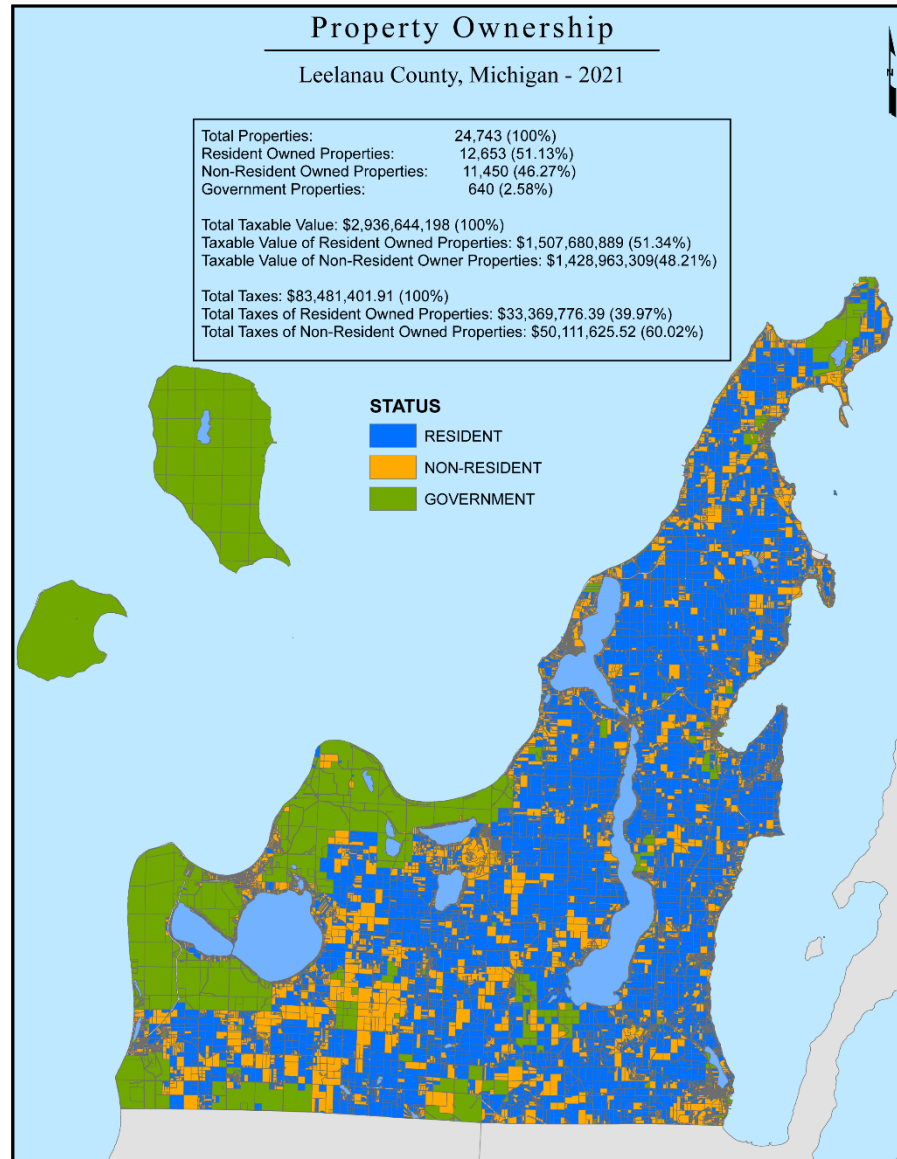 Property Ownership
Leelanau County, Michigan - 2021
N
Total Properties: 24,743 (100%)
Resident Owned Properties: 12,653 (51.13%)
Non-Resident Owned Properties: 11,450 (46.27%)
Government Properties: 640 (2.58%)
Total Taxable Value: $2,936,644,198 (100%)
Taxable Value of Resident Owned Properties: $1,507,680,889 (51.34%)
Taxable Value of Non-Resident Owner Properties: $1,428,963,309(48.21%)
Total Taxes: $83,481,401.91 (100%)
Total Taxes of Resident Owned Properties: $33,369,776.39 (39.97%)
Total Taxes of Non-Resident Owned Properties: $50,111,625.52 (60.02%)
STATUS
RESIDENT
NON-RESIDENT
GOVERNMENT